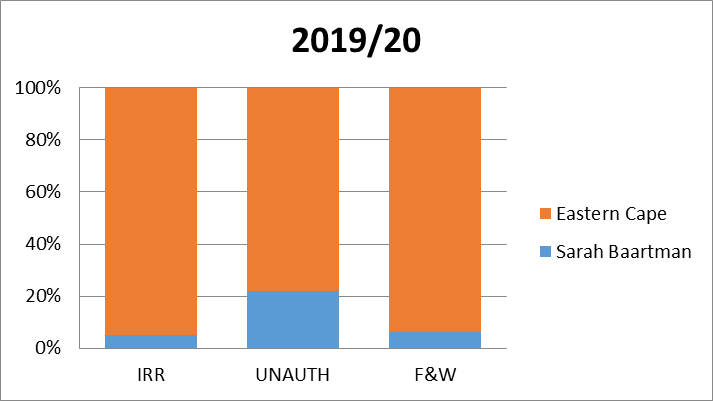 2019/20
100%
80%
60%
40%
20%
0%
IRR UNAUTH F&W
Eastern Cape
Sarah Baartman